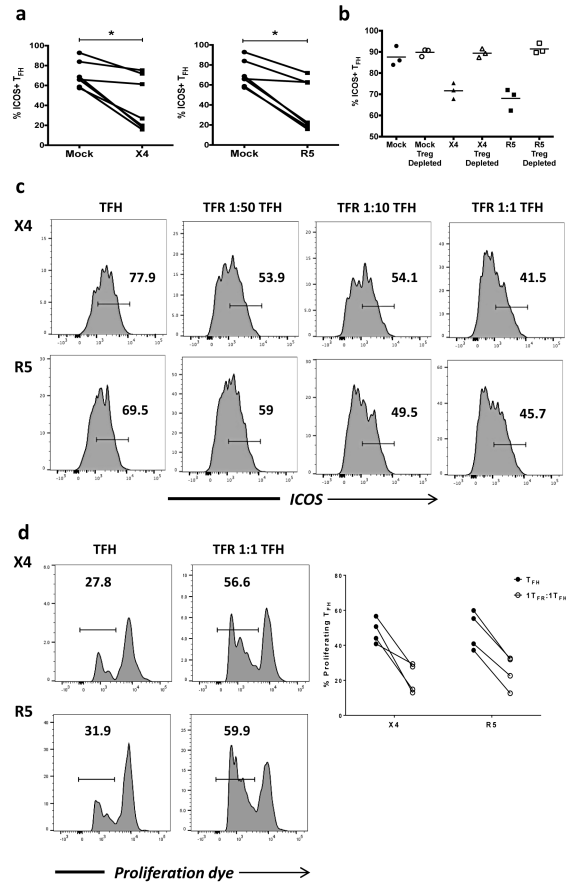 a
b
*
*
% ICOS+ TFH
100
80
60
40
20
0
Mock
X4
% ICOS+ TFH
100
80
60
40
20
0
Mock
R5
% ICOS+ TFH
100
90
80
70
60
50
Mock
Mock Treg Depleted
X4
X4 Treg Depleted
R5
R5 Treg Depleted
c
TFH
TFR 1:50 TFH
TFR 1:10 TFH
TFR 1:1 TFH
X4
77.9
53.9
54.1
41.5
R5
69.5
59
49.5
45.7
ICOS
d
TFH
TFR 1:1 TFH
X4
27.8
56.6
R5
31.9
59.9
Proliferation dye
% Proliferating TFH
80
60
40
20
0
X4
R5
TFH
1TFR:1TFH